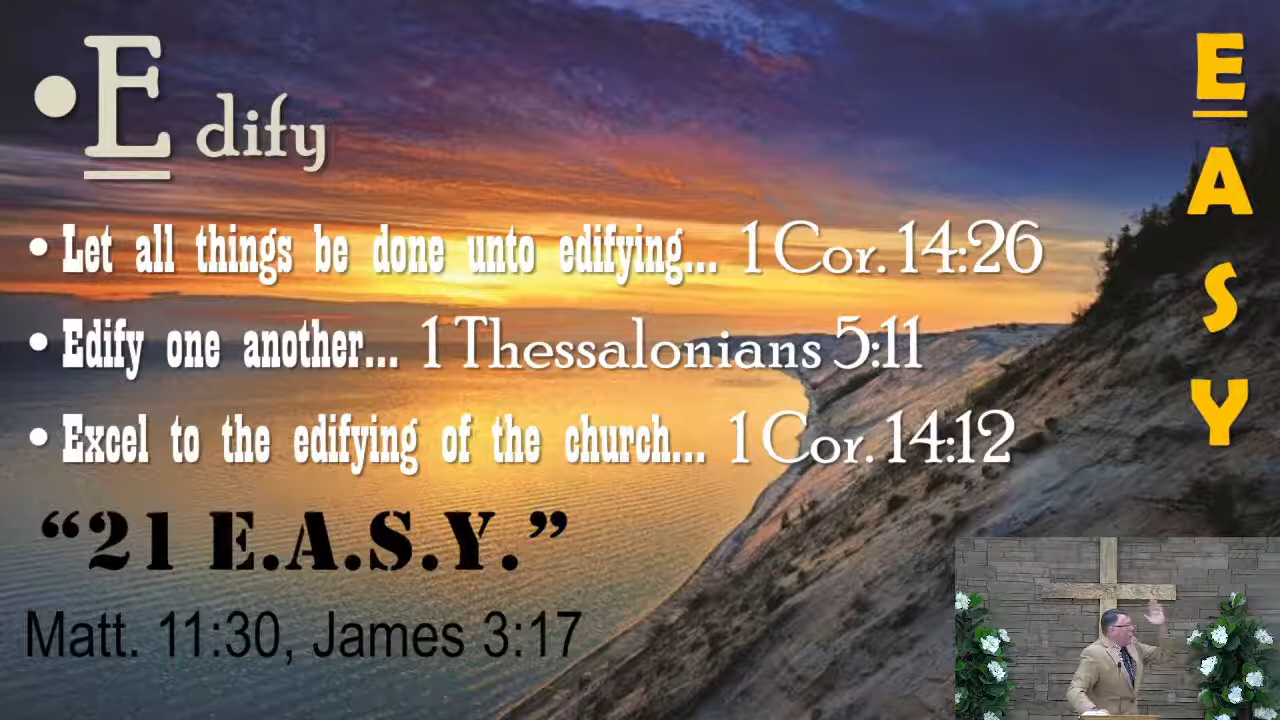 • Edify
• Let all things be done unto edifying... 1 Cor. 14:26
• Edify one another... 1 Thessalonians 5:11
• Excel to the edifying of the church... 1 Cor. 14:12
“21 E.A.S.Y.”
Matt. 11:30, James 3:17
E
A
S
Y